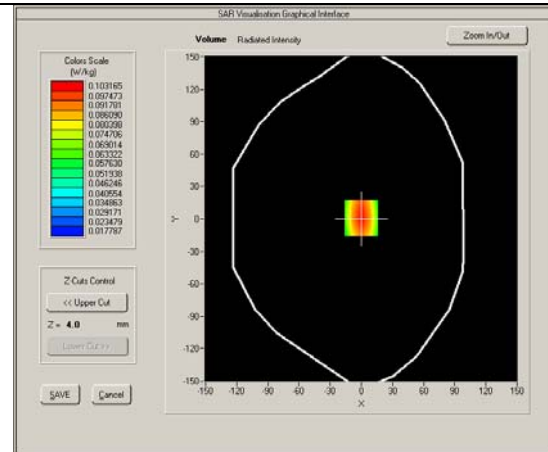 SAR Visualisation Graphical Interface
Volume Radiated Intensity
Zoom In/Out
Colors Scale
(W/kg)
0.103165
0.097473
0.091781
0.086090
0.080398
0.074706
0.069014
0.063322
0.057630
0.051938
0.046246
0.040554
0.034863
0.029171
0.023479
0.017787
Z-Cuts Control
<< Upper Cut
Z = 4.0 mm
Lower Cut >>
SAVE Cancel
150
120
90
60
30
0
-30
-60
-90
-120
-150
Y
-150 -120 -90 -60 -30 0 30 60 90 120 150
X